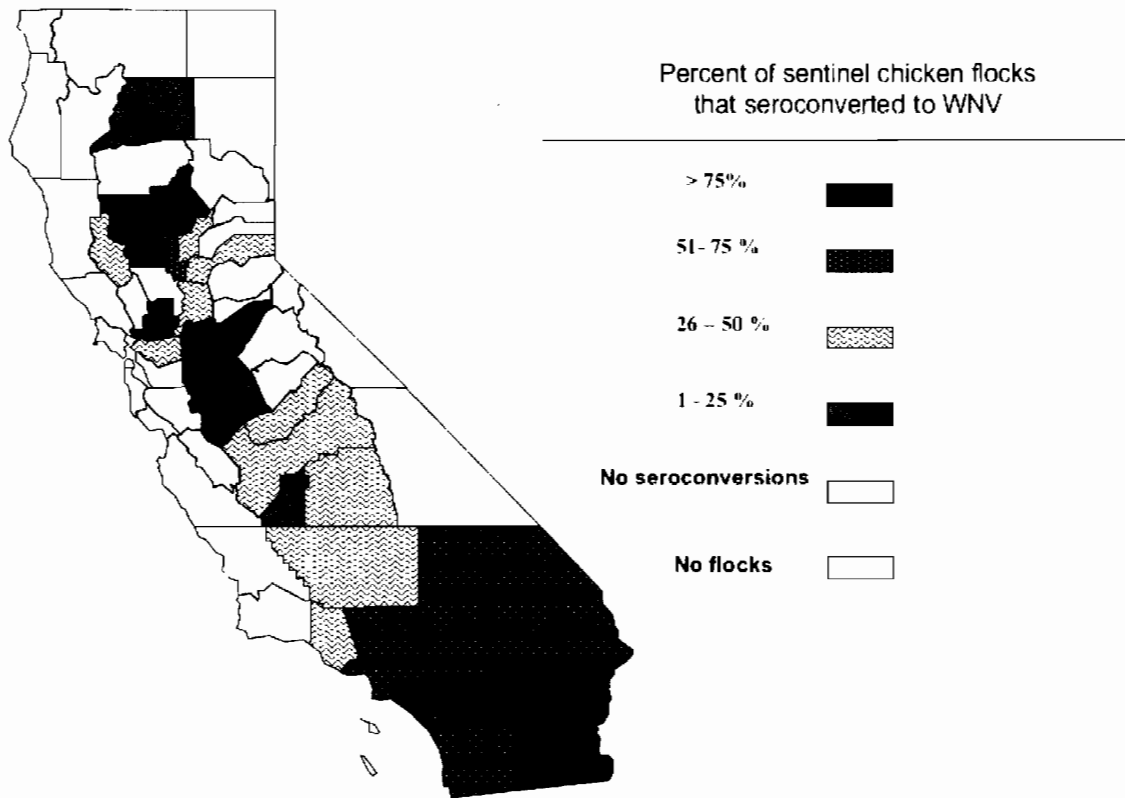 Percent of sentinel chicken flocks
that seroconverted to WNV
> 75%
51- 75 %
26 – 50 %
1 - 25 %
No seroconversions
No flocks